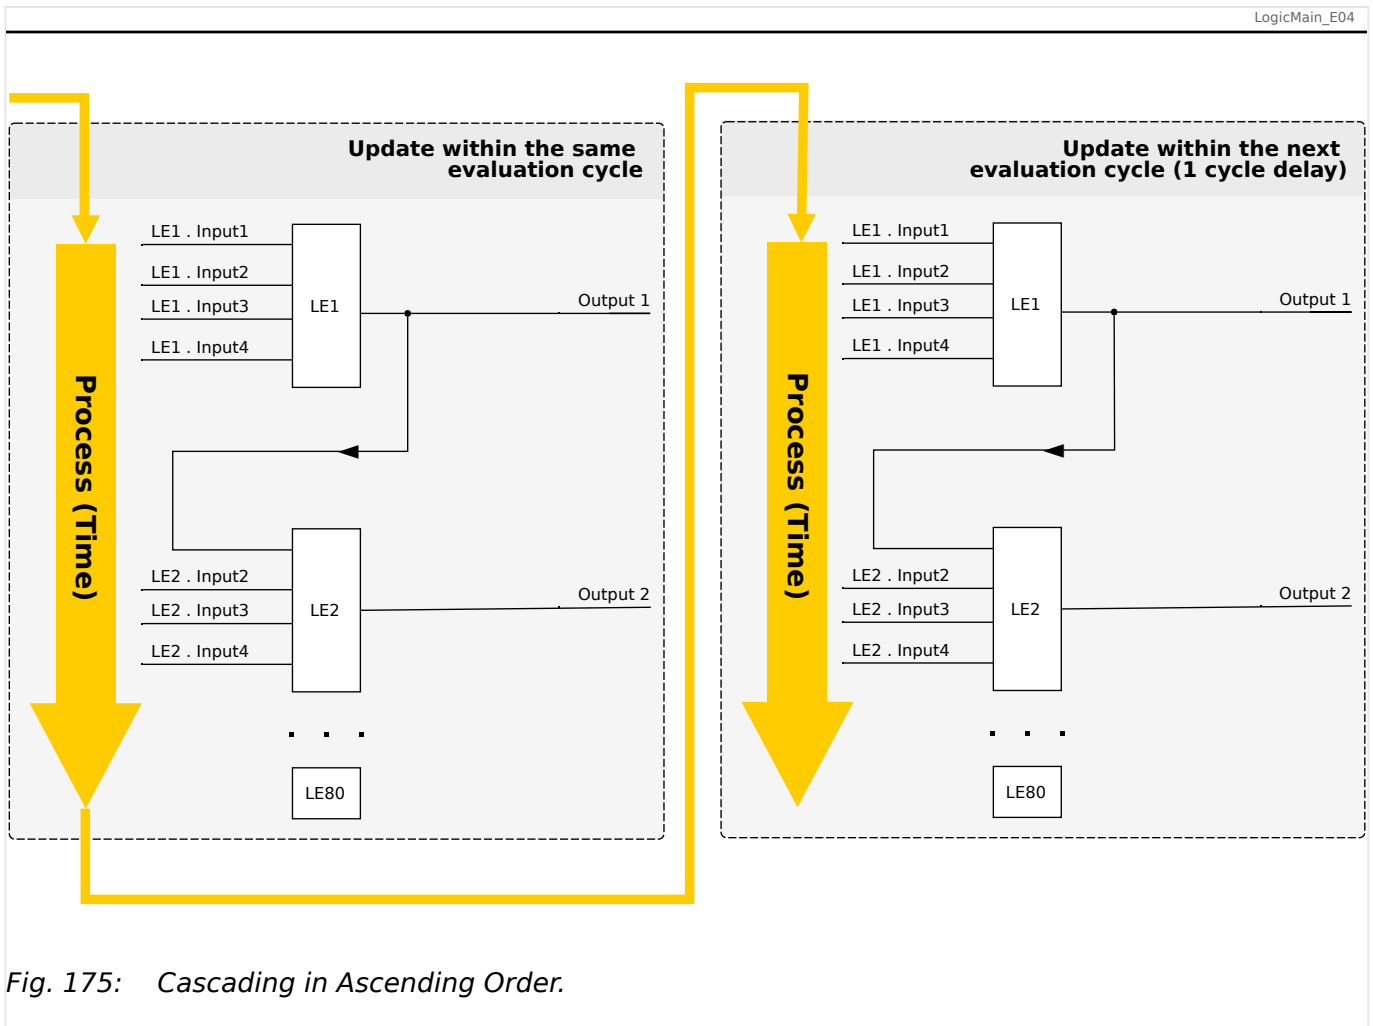 LogicMain_E04
Update within the same
evaluation cycle
LE1 . Input1
LE1 . Input2
LE1 . Input3
LE1 . Input4
LE1
Output 1
Process (Time)
LE2 . Input2
LE2 . Input3
LE2 . Input4
LE2
Output 2
. . .
LE80
Update within the next
evaluation cycle (1 cycle delay)
LE1 . Input1
LE1 . Input2
LE1 . Input3
LE1 . Input4
LE1
Output 1
Process (Time)
LE2 . Input2
LE2 . Input3
LE2 . Input4
LE2
Output 2
. . .
LE80
Fig. 175: Cascading in Ascending Order.